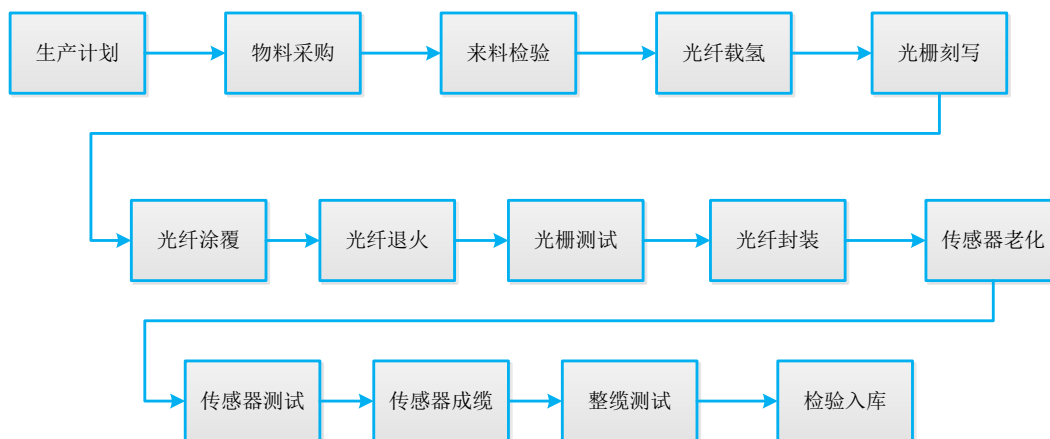 生产计划
物料采购
来料检验
光纤载氢
光栅刻写
光纤涂覆
光纤退火
光栅测试
光纤封装
传感器老化
传感器测试
传感器成缆
整缆测试
检验入库